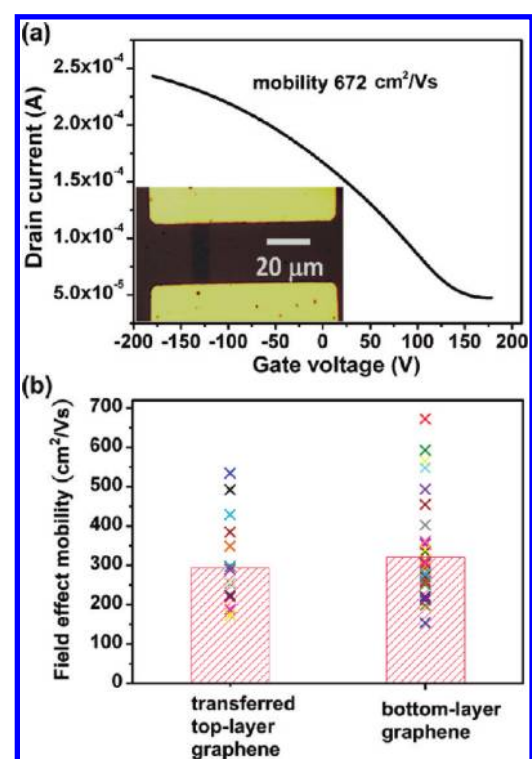 (a)
mobility 672 cm²/Vs
Drain current (A)
2.5x10⁻⁴
2.0x10⁻⁴
1.5x10⁻⁴
1.0x10⁻⁴
5.0x10⁻⁵
20 µm
-200 -150 -100 -50 0 50 100 150 200
Gate voltage (V)
(b)
Field effect mobility (cm²/Vs)
700
600
500
400
300
200
100
0
transferred
top-layer
graphene
bottom-layer
graphene